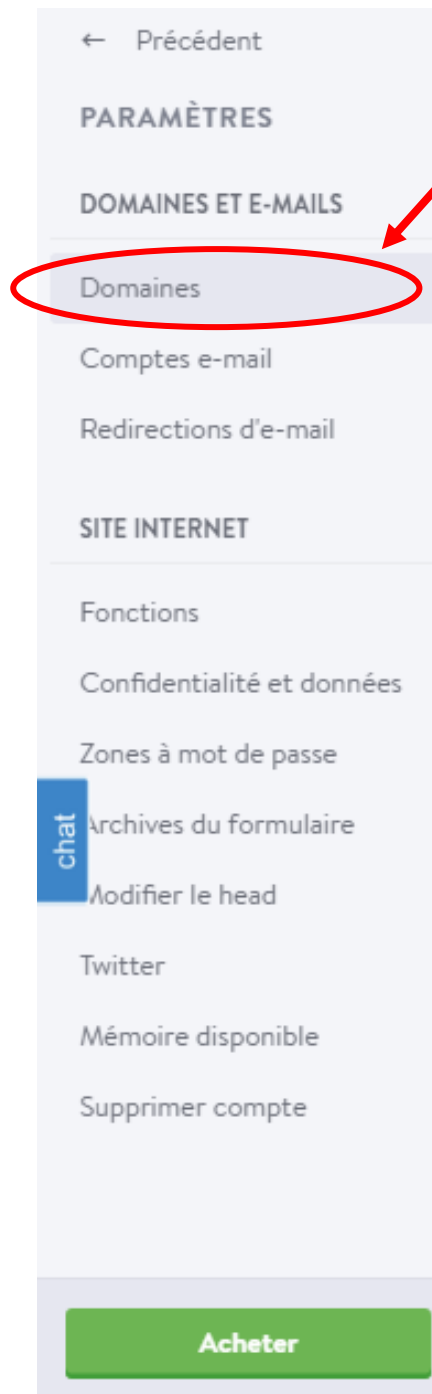 ← Précédent
PARAMÈTRES
DOMAINES ET E-MAILS
Domaines
Comptes e-mail
Redirections d'e-mail
SITE INTERNET
Fonctions
Confidentialité et données
Zones à mot de passe
chat
Archives du formulaire
Modifier le head
Twitter
Mémoire disponible
Supprimer compte
Acheter